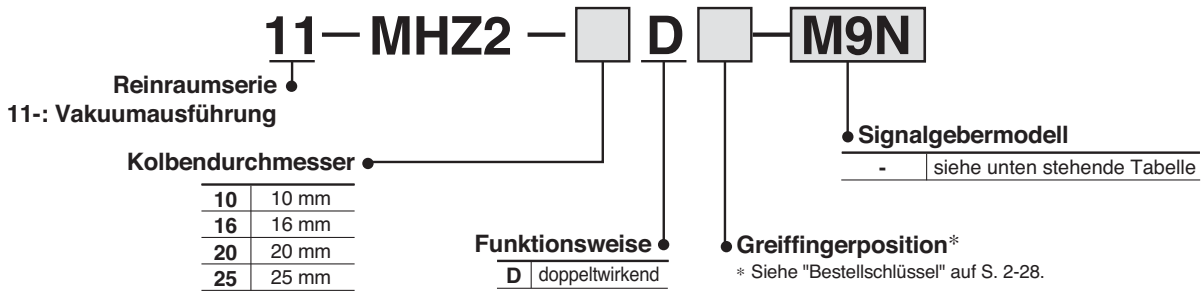 11 — MHZ2 — D — M9N
Reinraumserie
11-: Vakuumausführung
Signalgebermodell
- siehe unten stehende Tabelle
Kolbendurchmesser
10 10 mm
16 16 mm
20 20 mm
25 25 mm
Funktionsweise
D doppeltwirkend
Greiffingerposition*
* Siehe "Bestellschlüssel" auf S. 2-28.